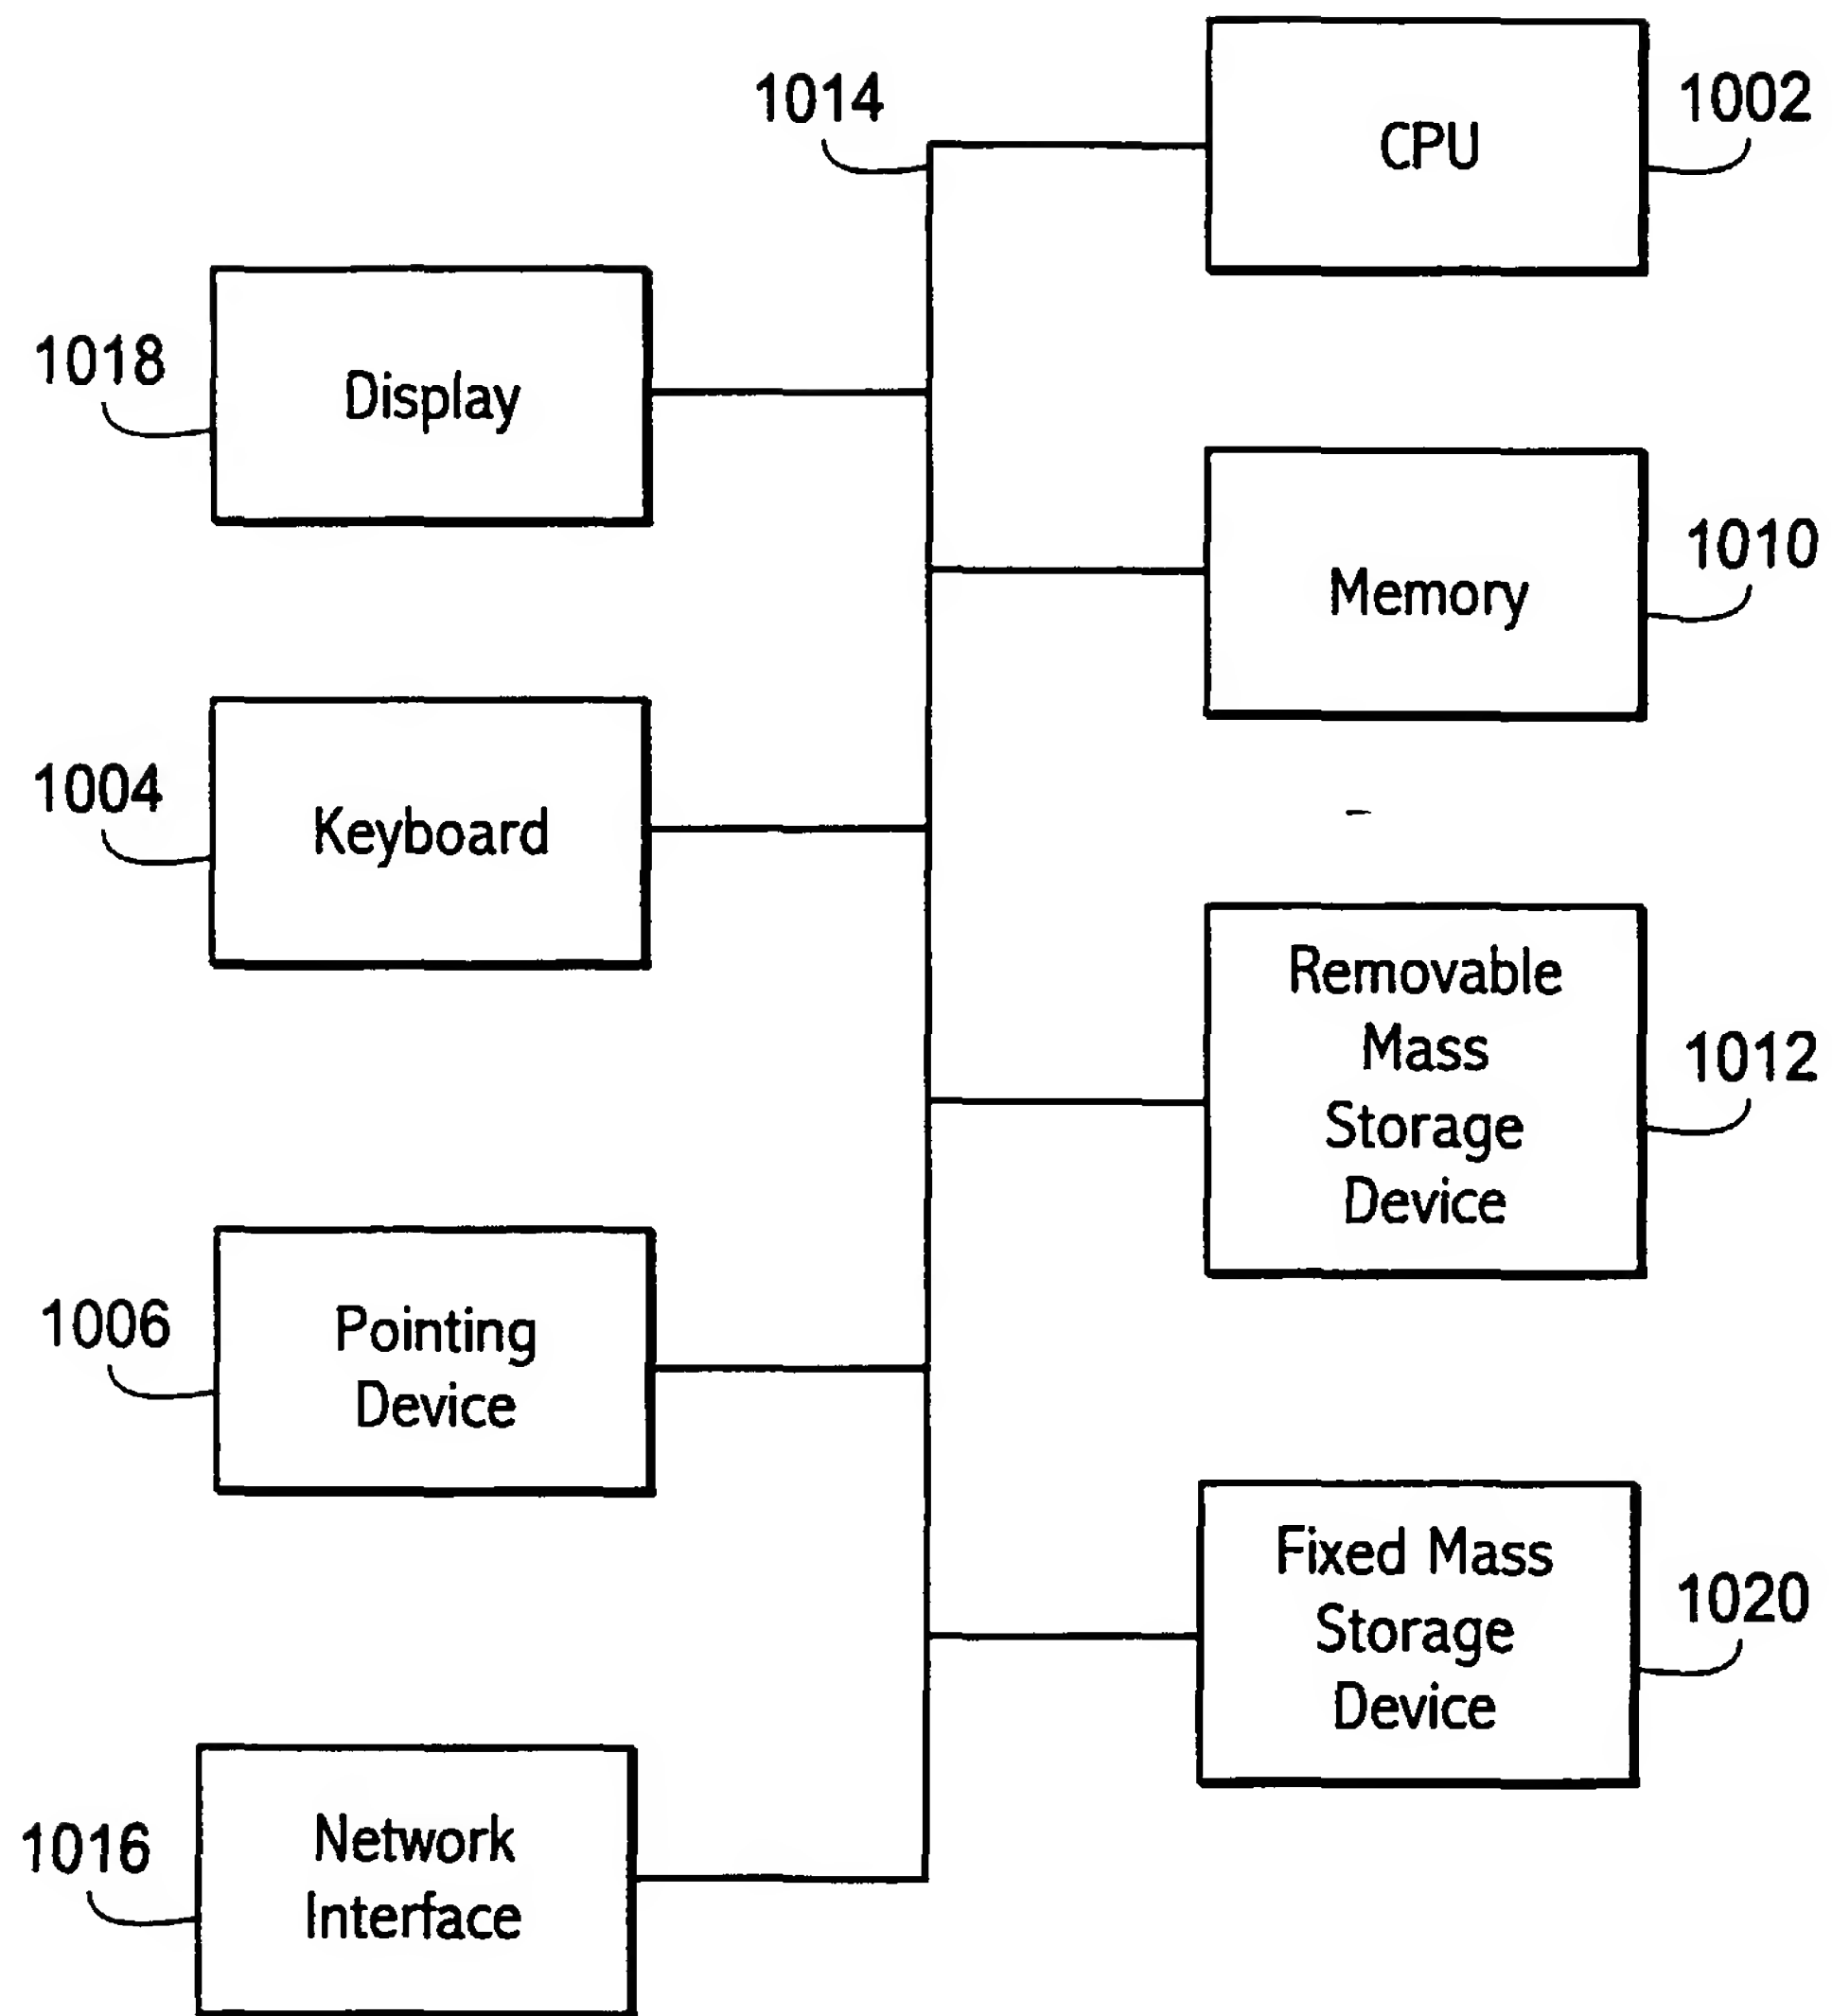 1014
CPU
1002
1018
Display
Memory
1010
1004
Keyboard
Removable
Mass
Storage
Device
1012
1006
Pointing
Device
Fixed Mass
Storage
Device
1020
1016
Network
Interface